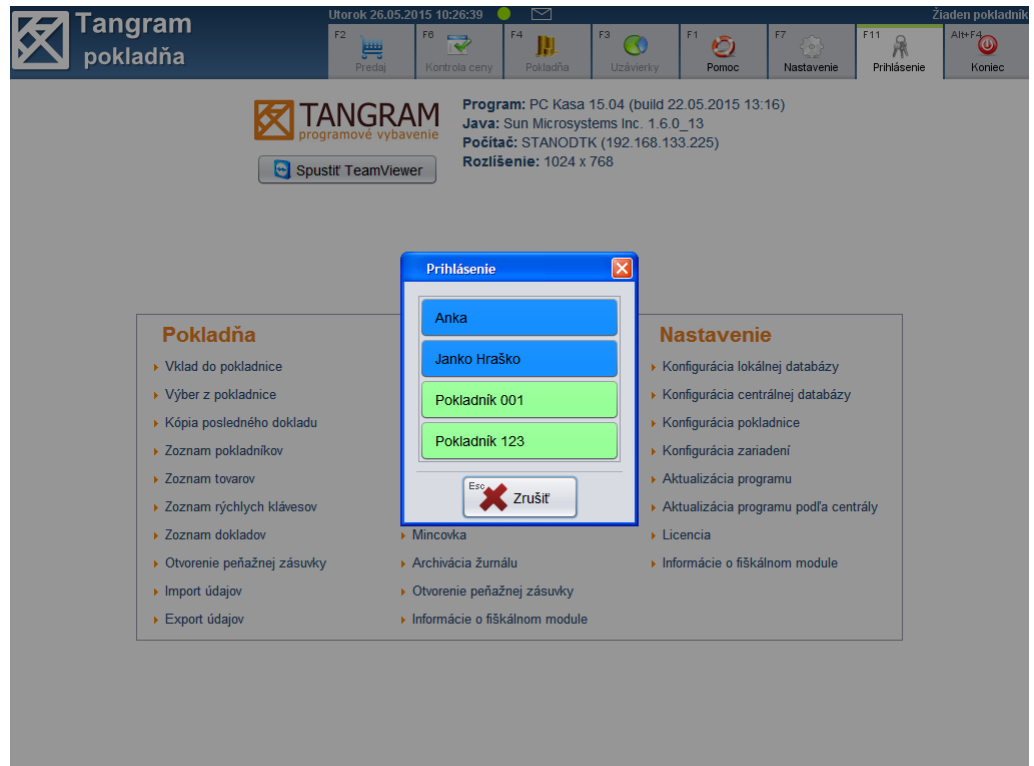 Tangram
pokladňa
Utorok 26.05.2015 10:26:39
Žiaden pokladník
F2
Predaj
F6
Kontrola ceny
F4
Pokladňa
F3
Uzávierky
F1
Pomoc
F7
Nastavenie
F11
Prihlásenie
Alt+F4
Koniec
TANGRAM
programové vybavenie
Spustiť TeamViewer
Program: PC Kasa 15.04 (build 22.05.2015 13:16)
Java: Sun Microsystems Inc. 1.6.0_13
Počítač: STANODTK (192.168.133.225)
Rozlíšenie: 1024 x 768
Prihlásenie
Anka
Janko Hraško
Pokladník 001
Pokladník 123
Esc
Zrušiť
Pokladňa
Vklad do pokladnice
Výber z pokladnice
Kópia posledného dokladu
Zoznam pokladníkov
Zoznam tovarov
Zoznam rýchlych klávesov
Zoznam dokladov
Otvorenie peňažnej zásuvky
Import údajov
Export údajov
Mincovka
Archivácia žurnálu
Otvorenie peňažnej zásuvky
Informácie o fiškálnom module
Nastavenie
Konfigurácia lokálnej databázy
Konfigurácia centrálnej databázy
Konfigurácia pokladnice
Konfigurácia zariadení
Aktualizácia programu
Aktualizácia programu podľa centrály
Licencia
Informácie o fiškálnom module